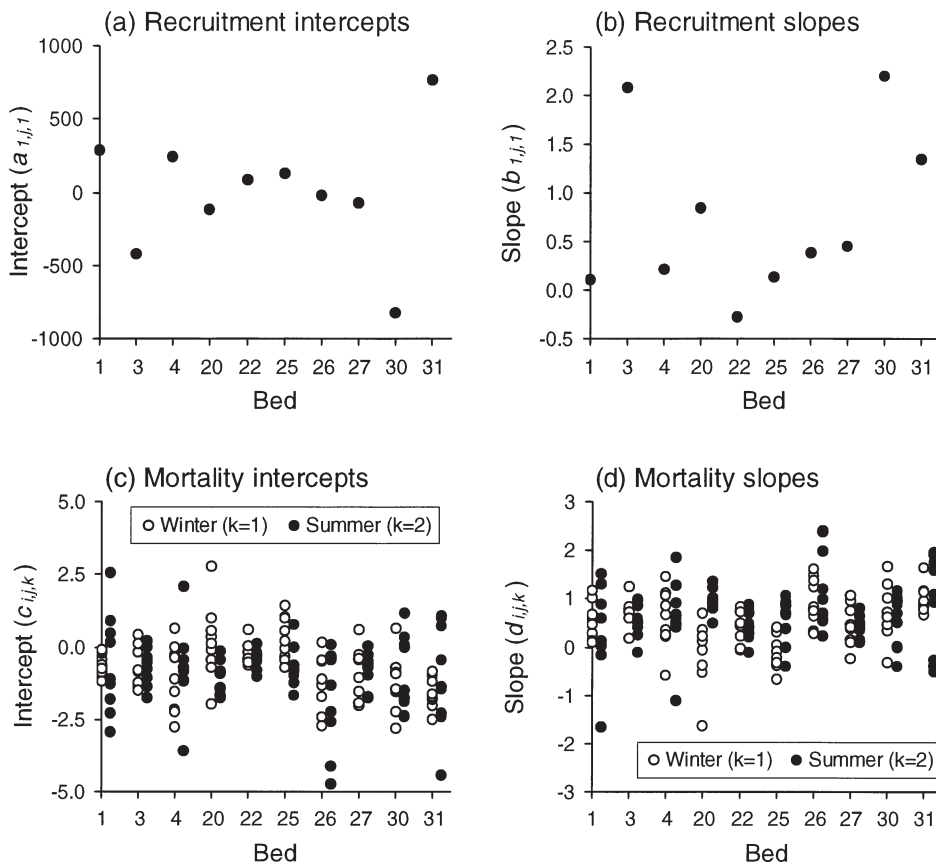 (a) Recruitment intercepts
1000
500
0
-500
-1000
Intercept (a 1,j,1)
1 3 4 20 22 25 26 27 30 31
Bed
(b) Recruitment slopes
2.5
2.0
1.5
1.0
0.5
0.0
-0.5
Slope (b 1,j,1)
1 3 4 20 22 25 26 27 30 31
Bed
(c) Mortality intercepts
Winter (k=1) Summer (k=2)
5.0
2.5
0.0
-2.5
-5.0
Intercept (c i,j,k)
1 3 4 20 22 25 26 27 30 31
Bed
(d) Mortality slopes
3
2
1
0
1
-2
-3
Slope (d i,j,k)
Winter (k=1) Summer (k=2)
1 3 4 20 22 25 26 27 30 31
Bed